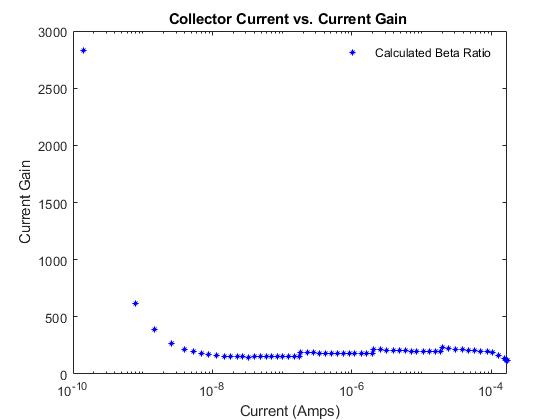 Collector Current vs. Current Gain
Calculated Beta Ratio
3000
2500
2000
1500
1000
500
0
Current Gain
10^-10
10^-8
10^-6
10^-4
Current (Amps)